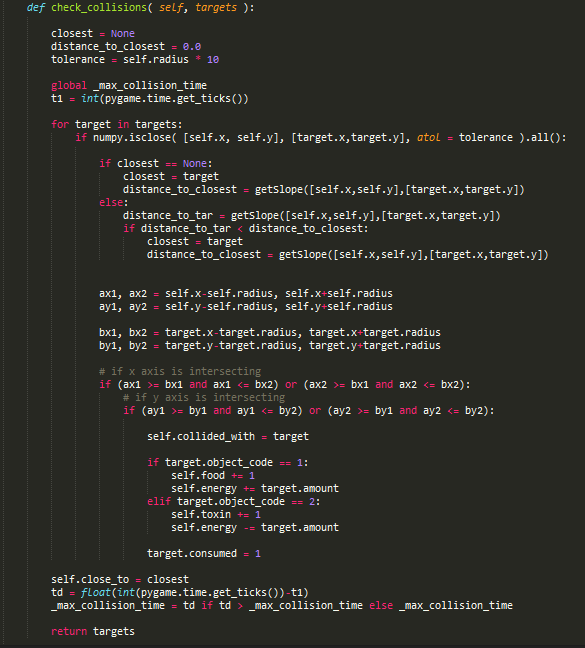 def check_collisions( self, targets ):
closest = None
distance_to_closest = 0.0
tolerance = self.radius * 10
global _max_collision_time
t1 = int(pygame.time.get_ticks())
for target in targets:
if numpy.isclose( [self.x, self.y], [target.x,target.y], atol = tolerance ).all():
if closest == None:
closest = target
distance_to_closest = getSlope([self.x,self.y],[target.x,target.y])
else:
distance_to_tar = getSlope([self.x,self.y],[target.x,target.y])
if distance_to_tar < distance_to_closest:
closest = target
distance_to_closest = getSlope([self.x,self.y],[target.x,target.y])
ax1, ax2 = self.x-self.radius, self.x+self.radius
ay1, ay2 = self.y-self.radius, self.y+self.radius
bx1, bx2 = target.x-target.radius, target.x+target.radius
by1, by2 = target.y-target.radius, target.y+target.radius
# if x axis is intersecting
if (ax1 >= bx1 and ax1 <= bx2) or (ax2 >= bx1 and ax2 <= bx2):
# if y axis is intersecting
if (ay1 >= by1 and ay1 <= by2) or (ay2 >= by1 and ay2 <= by2):
self.collided_with = target
if target.object_code == 1:
self.food += 1
self.energy += target.amount
elif target.object_code == 2:
self.toxin += 1
self.energy -= target.amount
target.consumed = 1
self.close_to = closest
td = float(int(pygame.time.get_ticks())-t1)
_max_collision_time = td if td > _max_collision_time else _max_collision_time
return targets